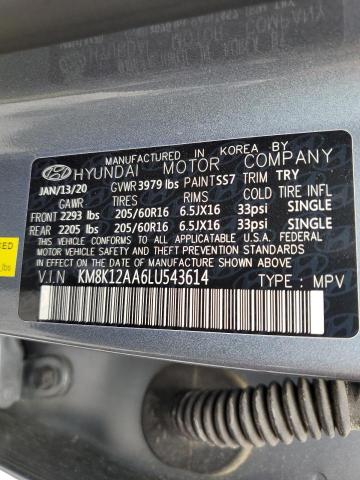 MANUFACTURED IN KOREA BY
HYUNDAI MOTOR COMPANY
JAN/13/20 GVWR 3979 lbs PAINT SS7 TRIM TRY
GAWR TIRES RIMS COLD TIRE INFL
FRONT 2293 lbs 205/60R16 6.5JX16 33psi SINGLE
REAR 2205 lbs 205/60R16 6.5JX16 33psi SINGLE
THIS VEHICLE CONFORMS TO ALL APPLICABLE U.S.
FEDERAL MOTOR VEHICLE SAFETY STANDARDS
IN EFFECT ON THE DATE OF MANUFACTURE SHOWN ABOVE.
V.I.N KM8K12AA6LU543614 TYPE : MPV
lbs